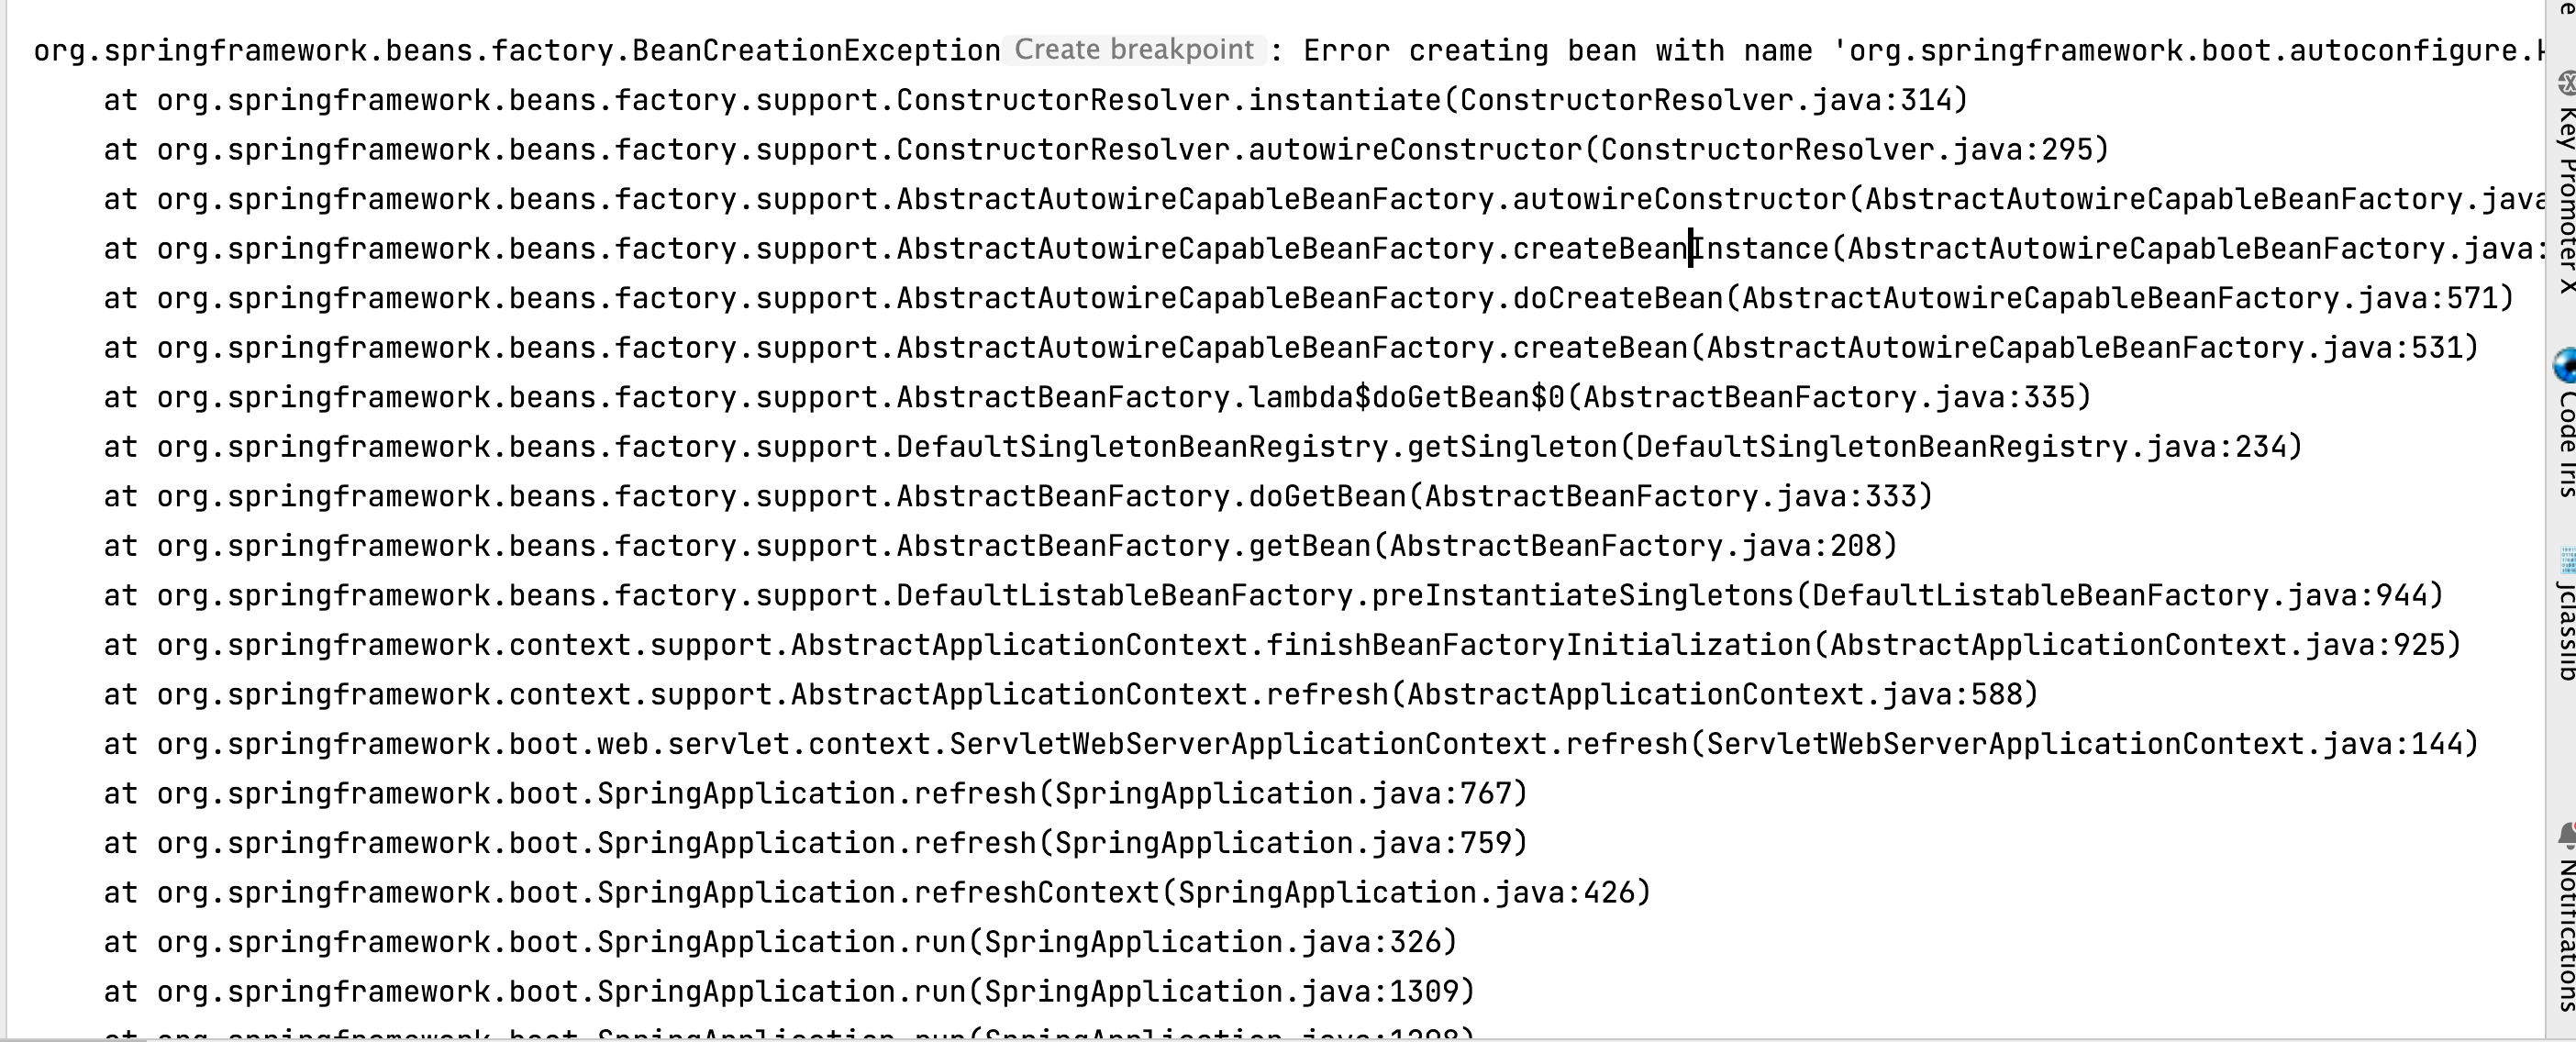 org.springframework.beans.factory.BeanCreationException Create breakpoint : Error creating bean with name 'org.springframework.boot.autoconfigure.k
at org.springframework.beans.factory.support.ConstructorResolver.instantiate(ConstructorResolver.java:314)
at org.springframework.beans.factory.support.ConstructorResolver.autowireConstructor(ConstructorResolver.java:295)
at org.springframework.beans.factory.support.AbstractAutowireCapableBeanFactory.autowireConstructor(AbstractAutowireCapableBeanFactory.java
at org.springframework.beans.factory.support.AbstractAutowireCapableBeanFactory.createBeanInstance(AbstractAutowireCapableBeanFactory.java:
at org.springframework.beans.factory.support.AbstractAutowireCapableBeanFactory.doCreateBean(AbstractAutowireCapableBeanFactory.java:571)
at org.springframework.beans.factory.support.AbstractAutowireCapableBeanFactory.createBean(AbstractAutowireCapableBeanFactory.java:531)
at org.springframework.beans.factory.support.AbstractBeanFactory.lambda$doGetBean$0(AbstractBeanFactory.java:335)
at org.springframework.beans.factory.support.DefaultSingletonBeanRegistry.getSingleton(DefaultSingletonBeanRegistry.java:234)
at org.springframework.beans.factory.support.AbstractBeanFactory.doGetBean(AbstractBeanFactory.java:333)
at org.springframework.beans.factory.support.AbstractBeanFactory.getBean(AbstractBeanFactory.java:208)
at org.springframework.beans.factory.support.DefaultListableBeanFactory.preInstantiateSingletons(DefaultListableBeanFactory.java:944)
at org.springframework.context.support.AbstractApplicationContext.finishBeanFactoryInitialization(AbstractApplicationContext.java:925)
at org.springframework.context.support.AbstractApplicationContext.refresh(AbstractApplicationContext.java:588)
at org.springframework.boot.web.servlet.context.ServletWebServerApplicationContext.refresh(ServletWebServerApplicationContext.java:144)
at org.springframework.boot.SpringApplication.refresh(SpringApplication.java:767)
at org.springframework.boot.SpringApplication.refresh(SpringApplication.java:759)
at org.springframework.boot.SpringApplication.refreshContext(SpringApplication.java:426)
at org.springframework.boot.SpringApplication.run(SpringApplication.java:326)
at org.springframework.boot.SpringApplication.run(SpringApplication.java:1309)
at org.springframework.boot.SpringApplication.run(SpringApplication.java:1298)
Key Promoter X
Code Iris
jclasslib
Notifications